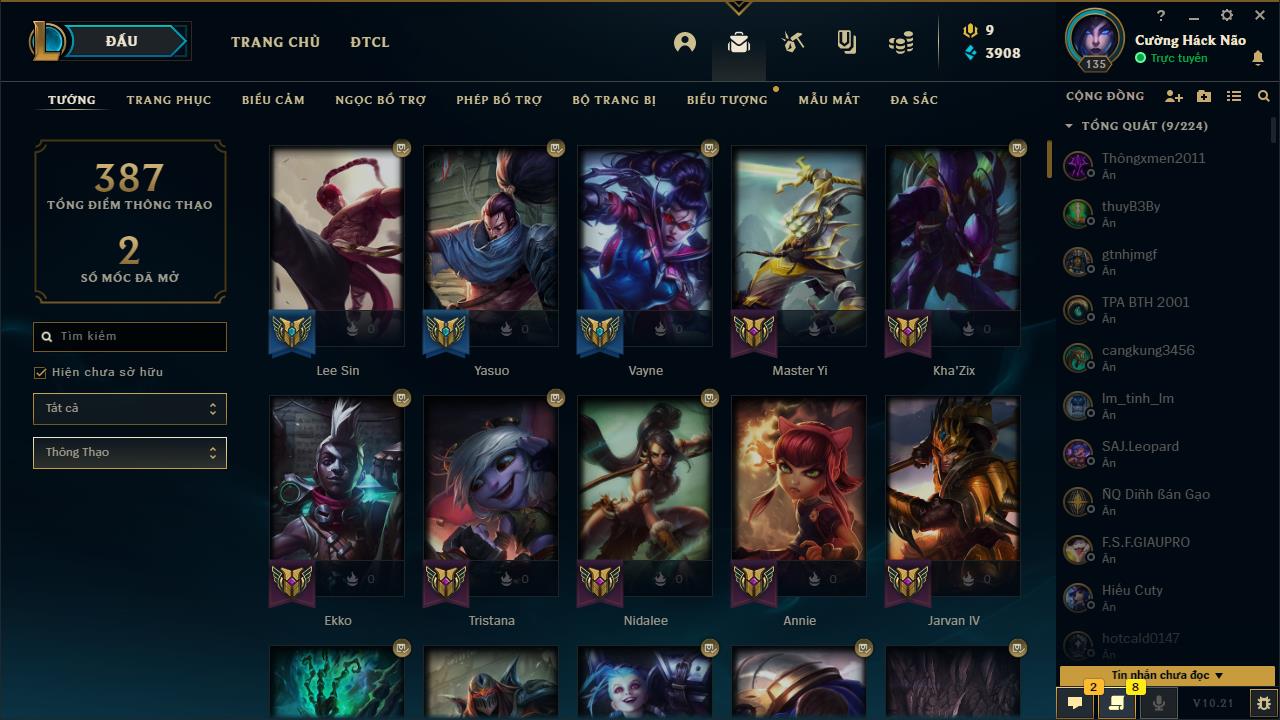 ĐẤU
TRANG CHỦ
ĐTCL
9
3908
?
Cường Háck Não
Trực tuyến
135
TƯỚNG
TRANG PHỤC
BIỂU CẢM
NGỌC BỔ TRỢ
PHÉP BỔ TRỢ
BỘ TRANG BỊ
BIỂU TƯỢNG
MẪU MẮT
ĐA SẮC
CỘNG ĐỒNG
TỔNG QUÁT (9/224)
387
TỔNG ĐIỂM THÔNG THẠO
2
SỐ MỐC ĐÃ MỞ
Tìm kiếm
Hiện chưa sở hữu
Tất cả
Thông Thạo
0
0
0
0
0
Lee Sin
Yasuo
Vayne
Master Yi
Kha'Zix
0
0
0
0
0
Ekko
Tristana
Nidalee
Annie
Jarvan IV
Thôngxmen2011
Ẩn
thuyB3By
Ẩn
gtnhjmgf
Ẩn
TPA BTH 2001
Ẩn
cangkung3456
Ẩn
lm_tinh_lm
Ẩn
SAJ.Leopard
Ẩn
ÑQ Diñh ßán Gạo
Ẩn
F.S.F.GIAUPRO
Ẩn
Hiếu Cuty
Ẩn
hotcald0147
Ẩn
Tin nhắn chưa đọc
2
8
V10.21